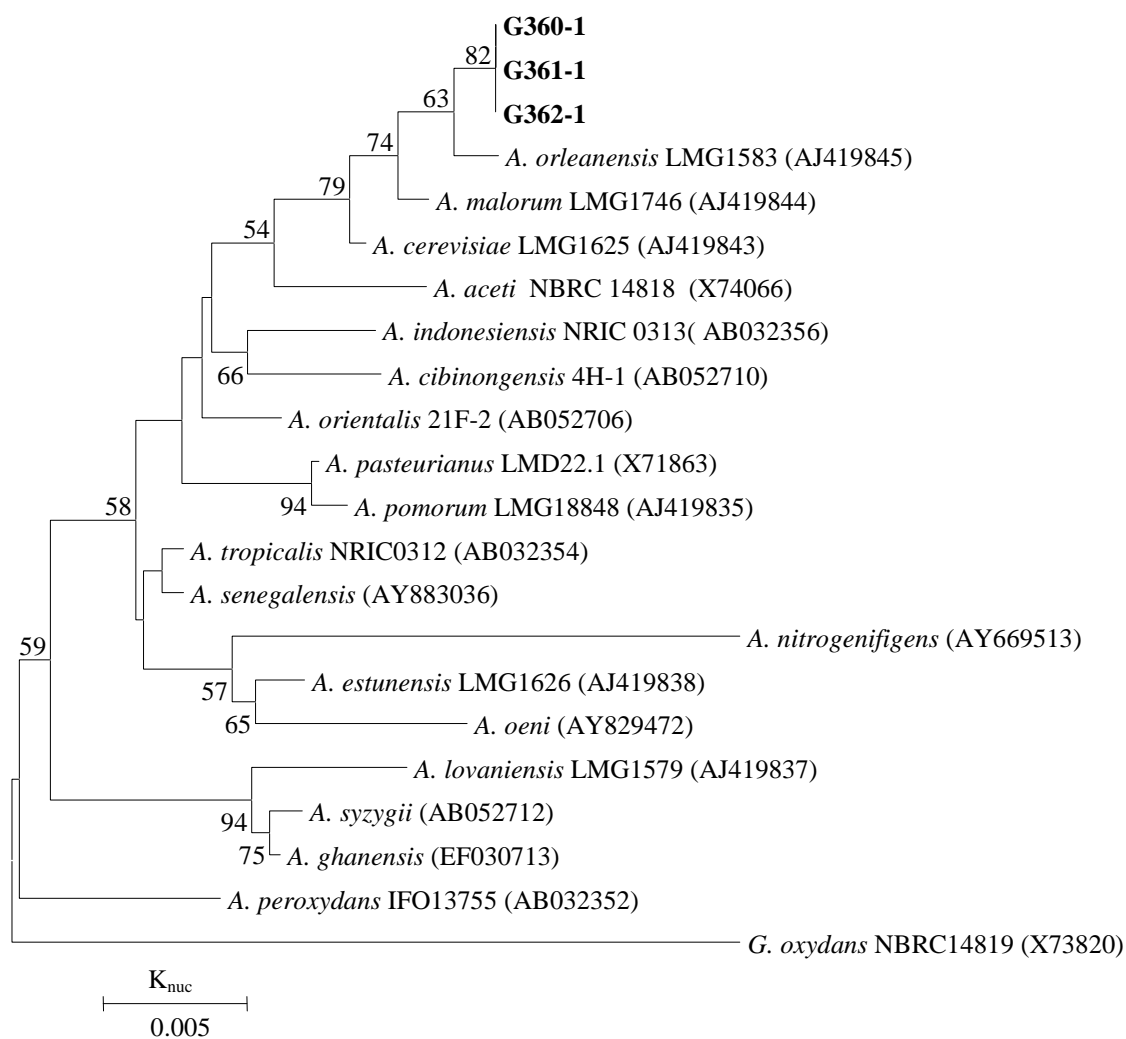 G360-1
82
G361-1
63
G362-1
74
A. orleanensis LMG1583 (AJ419845)
79
A. malorum LMG1746 (AJ419844)
54
A. cerevisiae LMG1625 (AJ419843)
A. aceti NBRC 14818 (X74066)
A. indonesiensis NRIC 0313( AB032356)
66
A. cibinongensis 4H-1 (AB052710)
A. orientalis 21F-2 (AB052706)
A. pasteurianus LMD22.1 (X71863)
94
A. pomorum LMG18848 (AJ419835)
58
A. tropicalis NRIC0312 (AB032354)
A. senegalensis (AY883036)
59
A. nitrogenifigens (AY669513)
57
A. estunensis LMG1626 (AJ419838)
65
A. oeni (AY829472)
A. lovaniensis LMG1579 (AJ419837)
94
A. syzygii (AB052712)
75
A. ghanensis (EF030713)
A. peroxydans IFO13755 (AB032352)
G. oxydans NBRC14819 (X73820)
Knuc
0.005